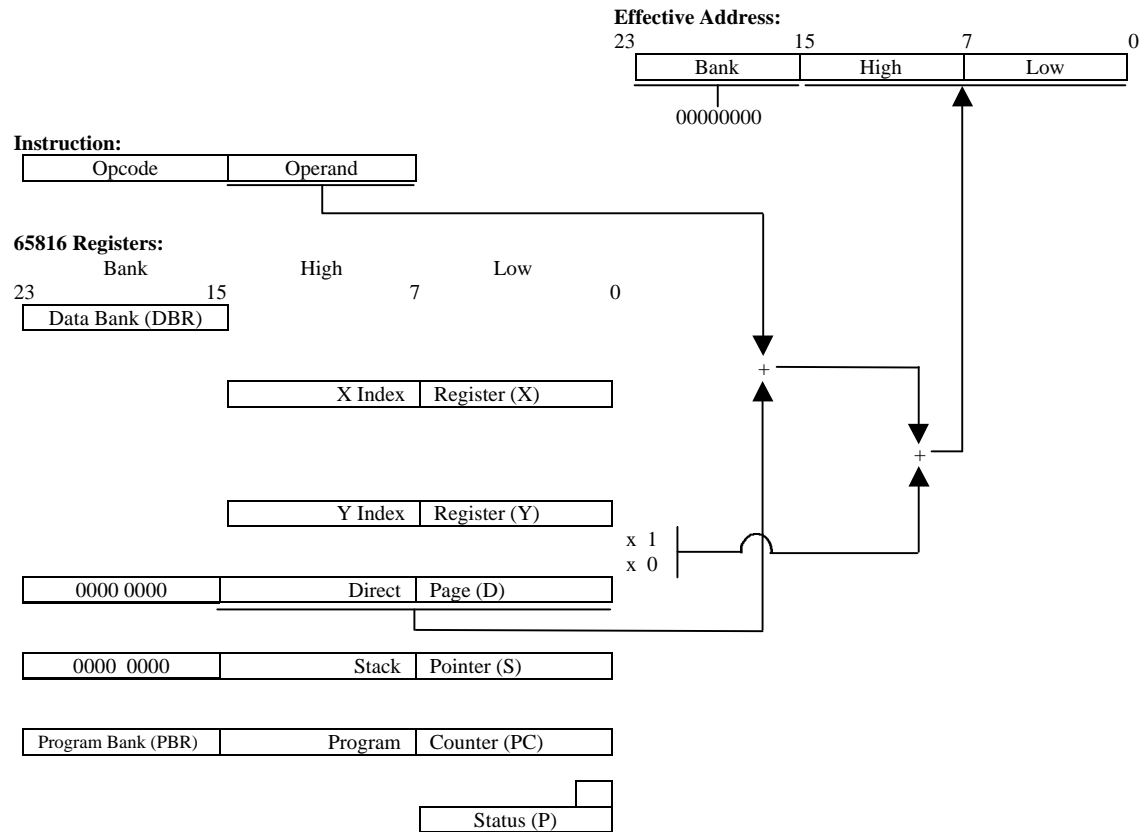 Effective Address:
23 15 7 0
Bank High Low
00000000
Instruction:
Opcode Operand
65816 Registers:
Bank High Low
23 15 7 0
Data Bank (DBR)
+
X Index Register (X)
+
Y Index Register (Y)
x 1
x 0
0000 0000 Direct Page (D)
0000 0000 Stack Pointer (S)
Program Bank (PBR) Program Counter (PC)
Status (P)